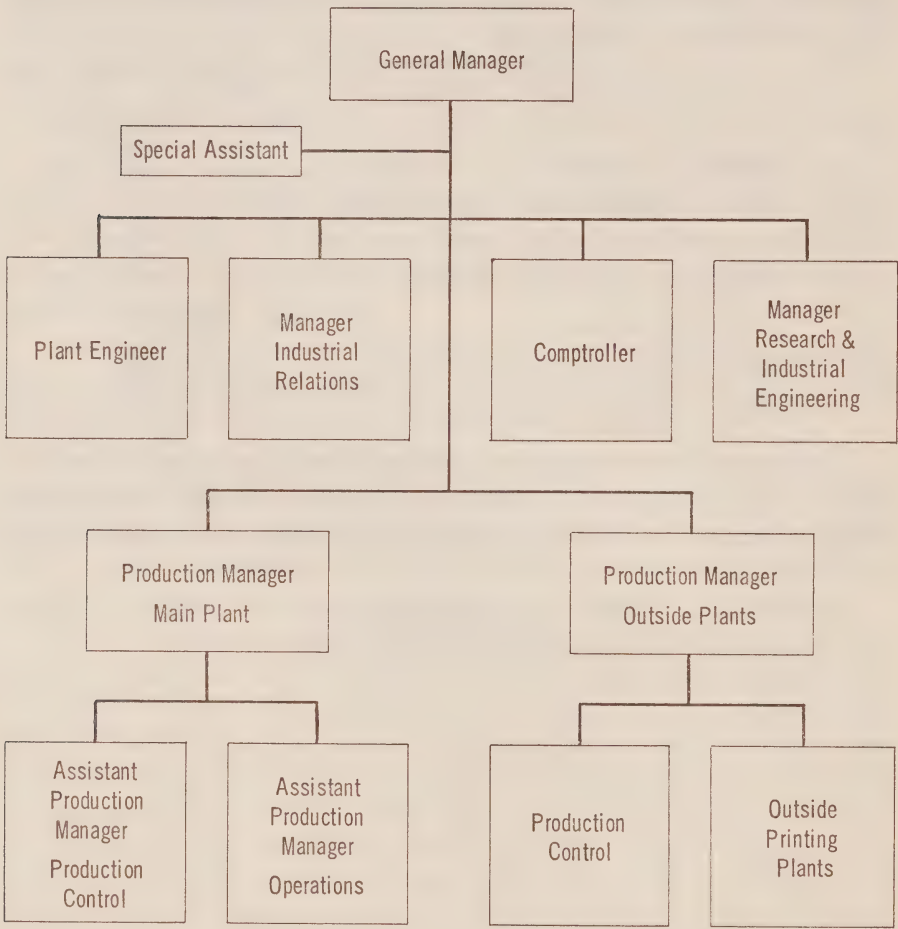 General Manager
Special Assistant
Plant Engineer
Manager
Industrial
Relations
Comptroller
Manager
Research &
Industrial
Engineering
Production Manager
Main Plant
Production Manager
Outside Plants
Assistant
Production
Manager
Production
Control
Assistant
Production
Manager
Operations
Production
Control
Outside
Printing
Plants